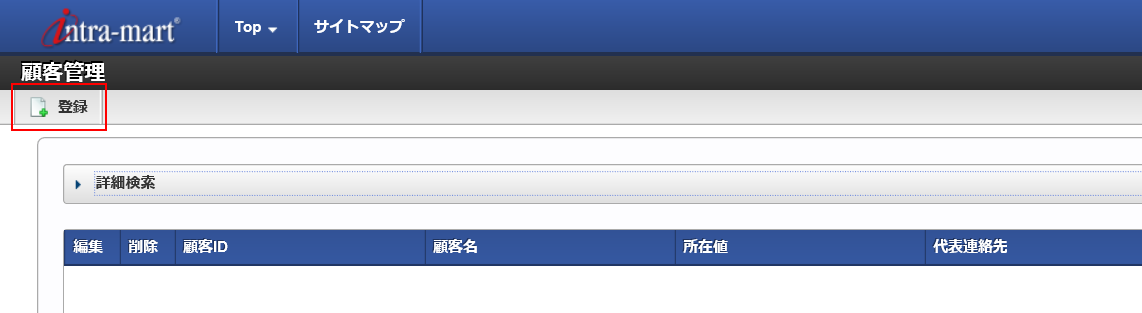 intra-mart® Top サイトマップ
顧客管理
登録
詳細検索
編集 削除 顧客ID 顧客名 所在値 代表連絡先